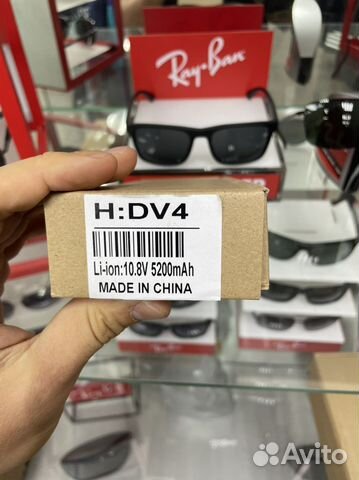 Ray-Ban
H:DV4
Li-ion:10.8V 5200mAh
MADE IN CHINA
Avito